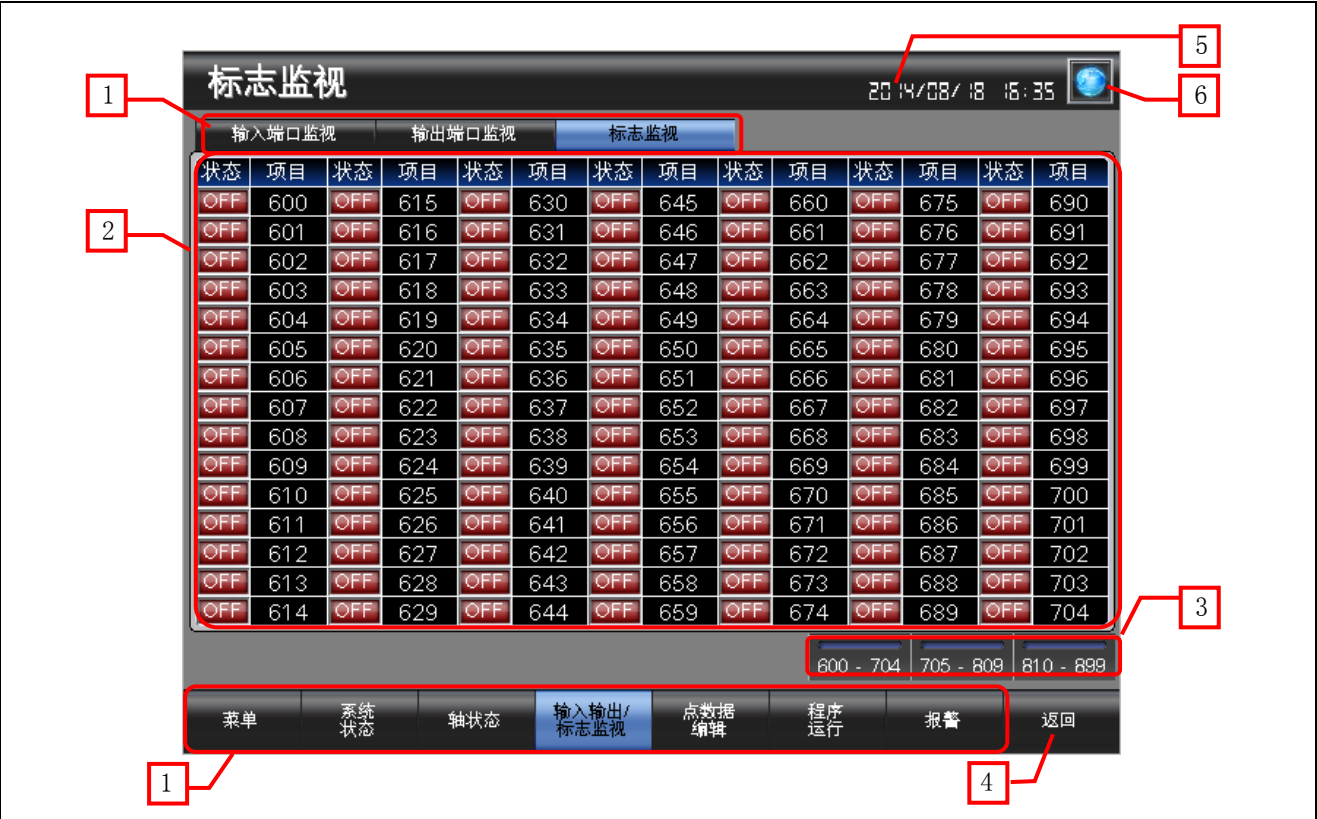 5
标志监视
2014/08/18 16:35
1
6
输入端口监视 输出端口监视 标志监视
状态 项目 状态 项目 状态 项目 状态 项目 状态 项目 状态 项目 状态 项目
OFF 600 OFF 615 OFF 630 OFF 645 OFF 660 OFF 675 OFF 690
2
OFF 601 OFF 616 OFF 631 OFF 646 OFF 661 OFF 676 OFF 691
OFF 602 OFF 617 OFF 632 OFF 647 OFF 662 OFF 677 OFF 692
OFF 603 OFF 618 OFF 633 OFF 648 OFF 663 OFF 678 OFF 693
OFF 604 OFF 619 OFF 634 OFF 649 OFF 664 OFF 679 OFF 694
OFF 605 OFF 620 OFF 635 OFF 650 OFF 665 OFF 680 OFF 695
OFF 606 OFF 621 OFF 636 OFF 651 OFF 666 OFF 681 OFF 696
OFF 607 OFF 622 OFF 637 OFF 652 OFF 667 OFF 682 OFF 697
OFF 608 OFF 623 OFF 638 OFF 653 OFF 668 OFF 683 OFF 698
OFF 609 OFF 624 OFF 639 OFF 654 OFF 669 OFF 684 OFF 699
OFF 610 OFF 625 OFF 640 OFF 655 OFF 670 OFF 685 OFF 700
OFF 611 OFF 626 OFF 641 OFF 656 OFF 671 OFF 686 OFF 701
OFF 612 OFF 627 OFF 642 OFF 657 OFF 672 OFF 687 OFF 702
OFF 613 OFF 628 OFF 643 OFF 658 OFF 673 OFF 688 OFF 703
OFF 614 OFF 629 OFF 644 OFF 659 OFF 674 OFF 689 OFF 704
3
600 - 704 705 - 809 810 - 899
菜单
系统
状态
轴状态
输入输出/
标志监视
点数据
编辑
程序
运行
报警
返回
1
4